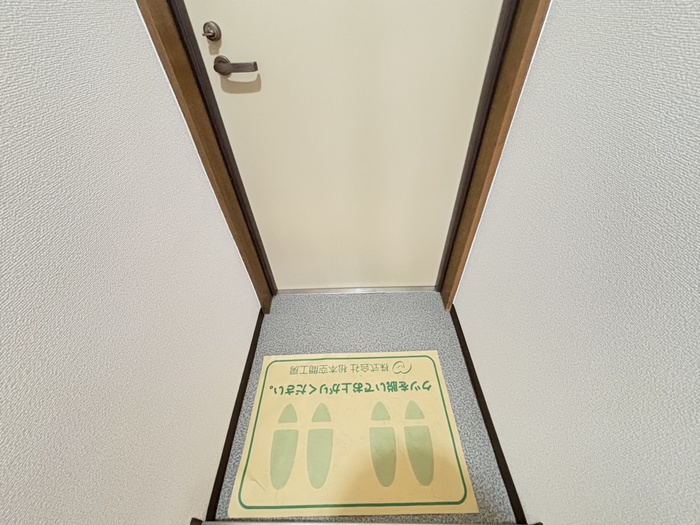 クツを脱いでお上がりください。
株式会社 松本空間工房